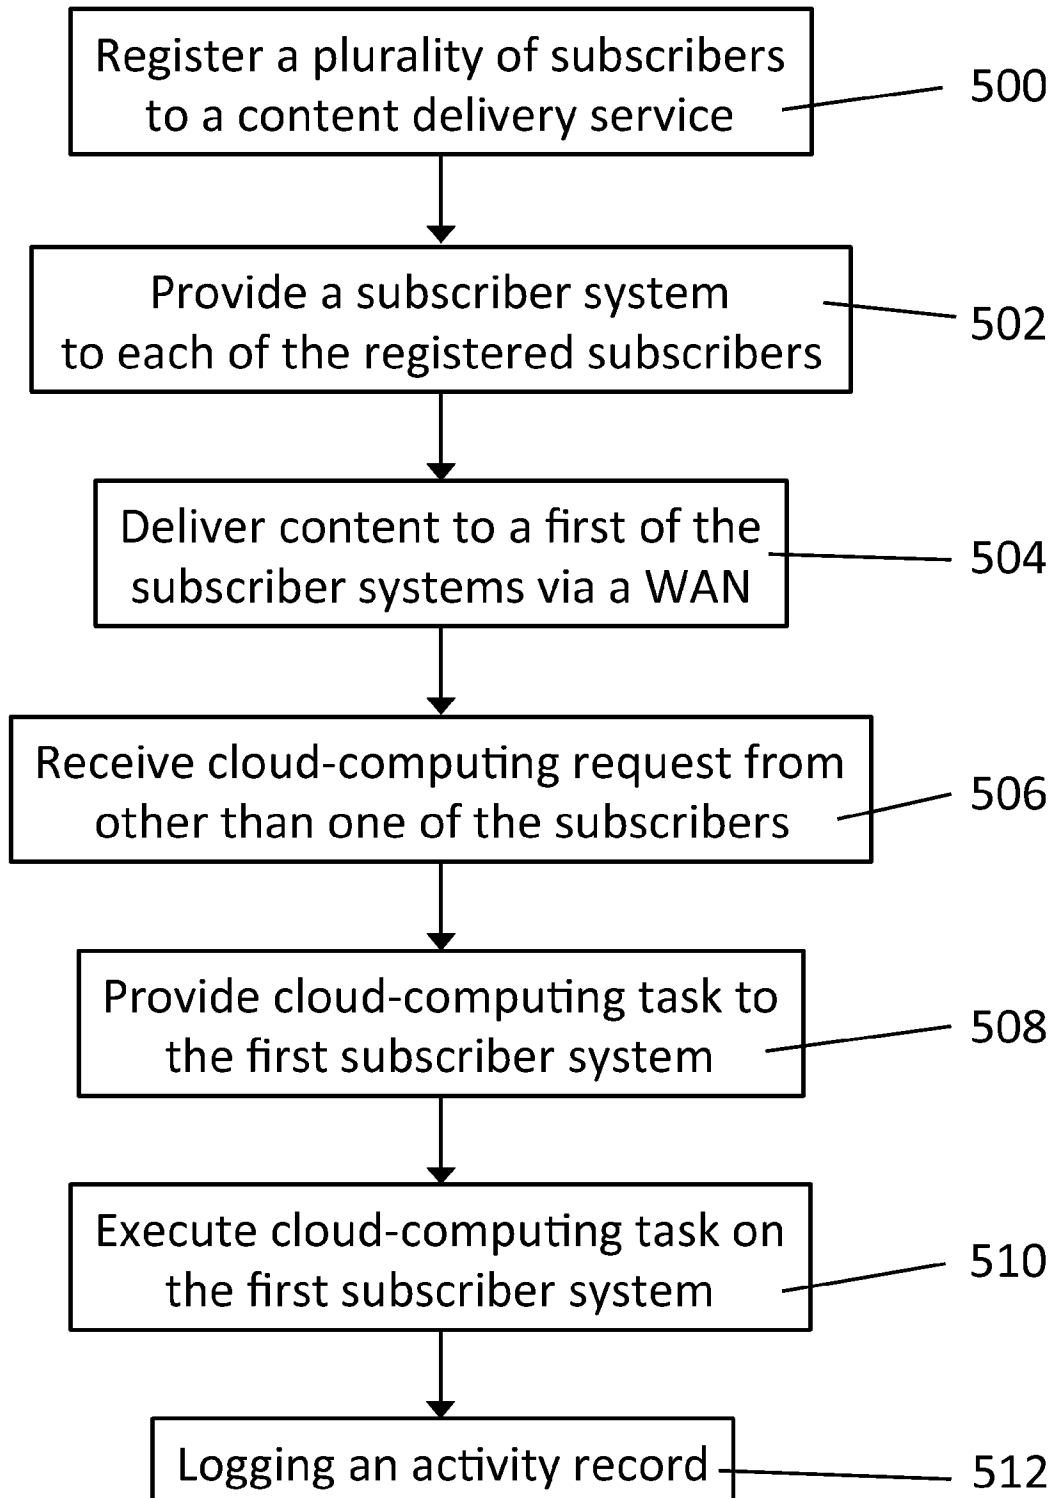 Register a plurality of subscribers
to a content delivery service
500
Provide a subscriber system
to each of the registered subscribers
502
Deliver content to a first of the
subscriber systems via a WAN
504
Receive cloud-computing request from
other than one of the subscribers
506
Provide cloud-computing task to
the first subscriber system
508
Execute cloud-computing task on
the first subscriber system
510
Logging an activity record
512